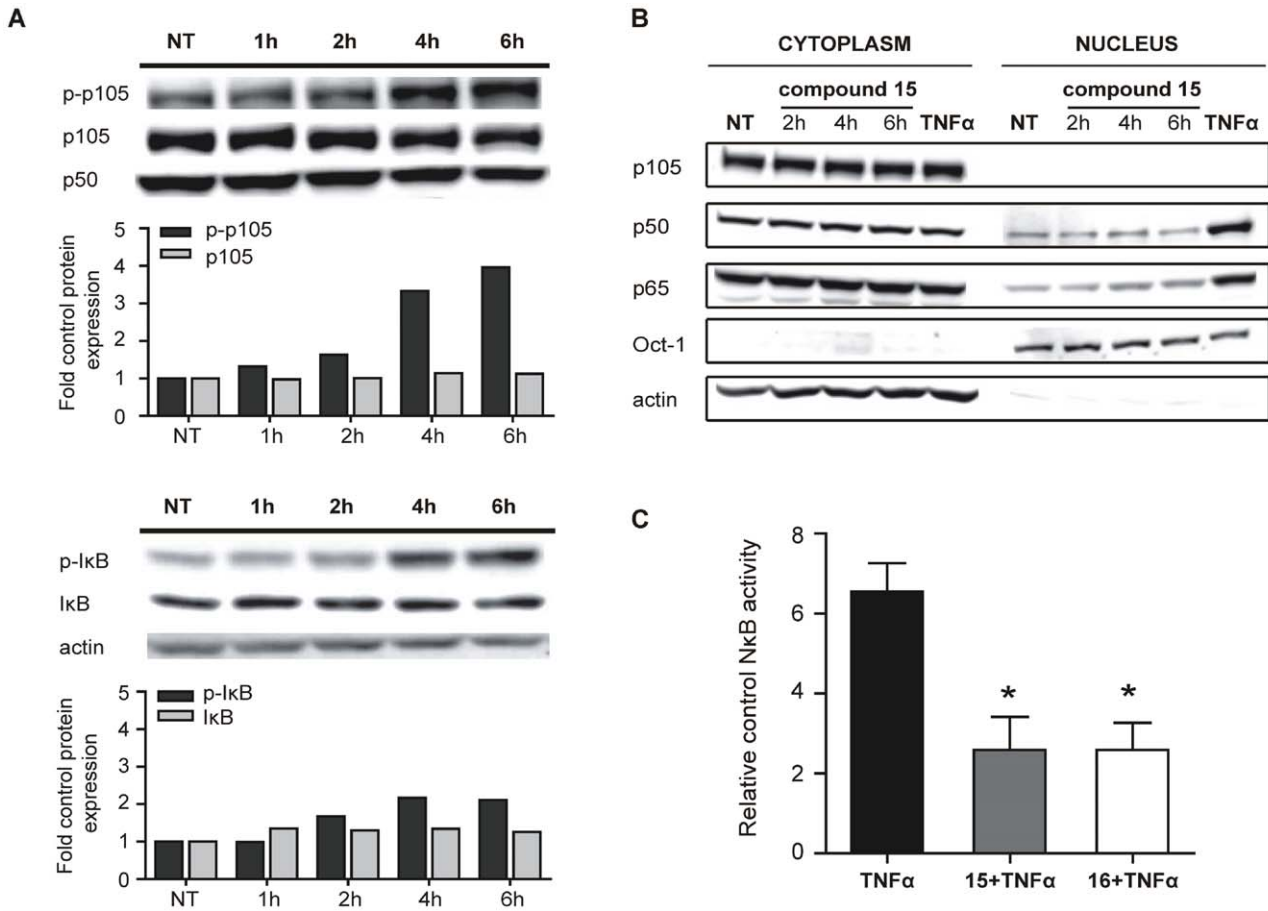 A
NT 1h 2h 4h 6h
p-p105
p105
p50
5
4
3
2
1
0
Fold control protein
expression
p-p105
p105
NT 1h 2h 4h 6h
NT 1h 2h 4h 6h
p-IκB
IκB
actin
5
4
3
2
1
0
Fold control protein
expression
p-IκB
IκB
NT 1h 2h 4h 6h
B
CYTOPLASM NUCLEUS
compound 15 compound 15
NT 2h 4h 6h TNFα NT 2h 4h 6h TNFα
p105
p50
p65
Oct-1
actin
C
Relative control NκB activity
8
6
4
2
0
* *
TNFα 15+TNFα 16+TNFα